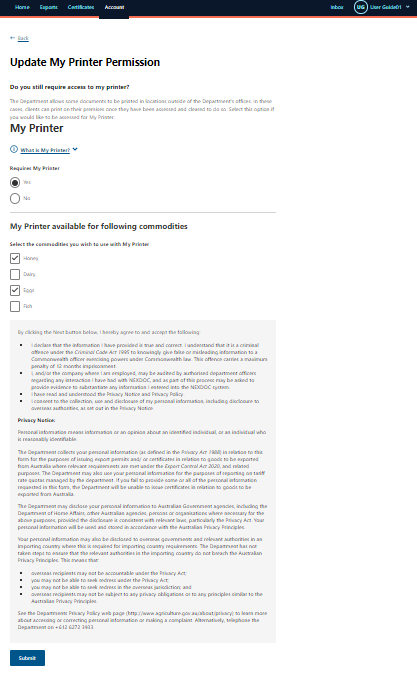 Home Exports Certificates Account Inbox UG User Guide01
Back
Update My Printer Permission
Do you still require access to my printer?
The Department allows some documents to be printed in locations outside of the Department's offices. In these
cases, clients can print on their premises once they have been assessed and cleared to do so. Select this option if
you would like to be assessed for My Printer
My Printer
What is My Printer?
Requires My Printer
Yes
No
My Printer available for following commodities
Select the commodities you wish to use with My Printer
Honey
Dairy
Eggs
Fish
By clicking the Next button below, I hereby agree to and accept the following:
I declare that the information I have provided is true and correct. I understand that it is a criminal
offence under the Criminal Code Act 1995 to knowingly give false or misleading information to a
Commonwealth officer exercising powers under Commonwealth law. This offence carries a maximum
penalty of 12 months imprisonment
I, and/or the company where I am employed, may be audited by authorised department officers
regarding any interaction I have had with NEXDOC, and as part of this process may be asked to
provide evidence to substantiate any information I entered into the NEXDOC system.
I have read and understood the Privacy Notice and Privacy Policy.
I consent to the collection, use and disclosure of my personal information, including disclosure to
overseas authorities, as set out in the Privacy Notice
Privacy Notice:
Personal information means information or an opinion about an identified individual, or an individual who
is reasonably identifiable.
The Department collects your personal information (as defined in the Privacy Act 1988) in relation to this
form for the purposes of issuing export permits and/ or certificates in relation to goods to be exported
from Australia where relevant requirements are met under the Export Control Act 2020, and related
purposes. The Department may also use your personal information for the purposes of reporting on tariff
rate quotas managed by the department. If you fail to provide some or all of the personal information
requested in this form, the Department will be unable to issue certificates in relation to goods to be
exported from Australia.
The Department may disclose your personal information to Australian Government agencies, including the
Department of Home Affairs, other Australian agencies, persons or organisations where necessary for the
above purposes, provided the disclosure is consistent with relevant laws, particularly the Privacy Act. Your
personal information will be used and stored in accordance with the Australian Privacy Principles.
Your personal information may also be disclosed to overseas governments and relevant authorities in an
importing country where this is required for importing country requirements. The Department has not
taken steps to ensure that the relevant authorities in the importing country do not breach the Australian
Privacy Principles. This means that:
overseas recipients may not be accountable under the Privacy Act;
you may not be able to seek redress under the Privacy Act;
you may not be able to seek redress in the overseas jurisdiction; and
overseas recipients may not be subject to any privacy obligations or to any principles similar to the
Australian Privacy Principles.
See the Departments Privacy Policy web page (http://www.agriculture.gov.au/about/privacy) to learn more
about accessing or correcting personal information or making a complaint. Alternatively, telephone the
Department on +612 6272 3933.
Submit